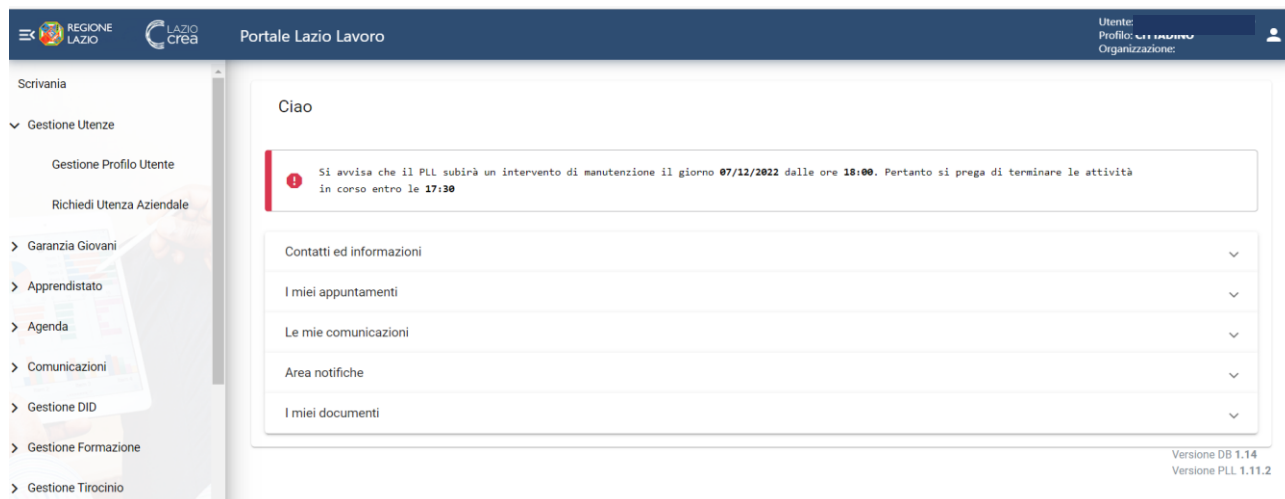 REGIONE
LAZIO
LAZIO
crea
Portale Lazio Lavoro
Utente:
Profilo: CITTADINO
Organizzazione:
Scrivania
Gestione Utenze
Gestione Profilo Utente
Richiedi Utenza Aziendale
Garanzia Giovani
Apprendistato
Agenda
Comunicazioni
Gestione DID
Gestione Formazione
Gestione Tirocinio
Ciao
Si avvisa che il PLL subirà un intervento di manutenzione il giorno 07/12/2022 dalle ore 18:00. Pertanto si prega di terminare le attività
in corso entro le 17:30
Contatti ed informazioni
I miei appuntamenti
Le mie comunicazioni
Area notifiche
I miei documenti
Versione DB 1.14
Versione PLL 1.11.2